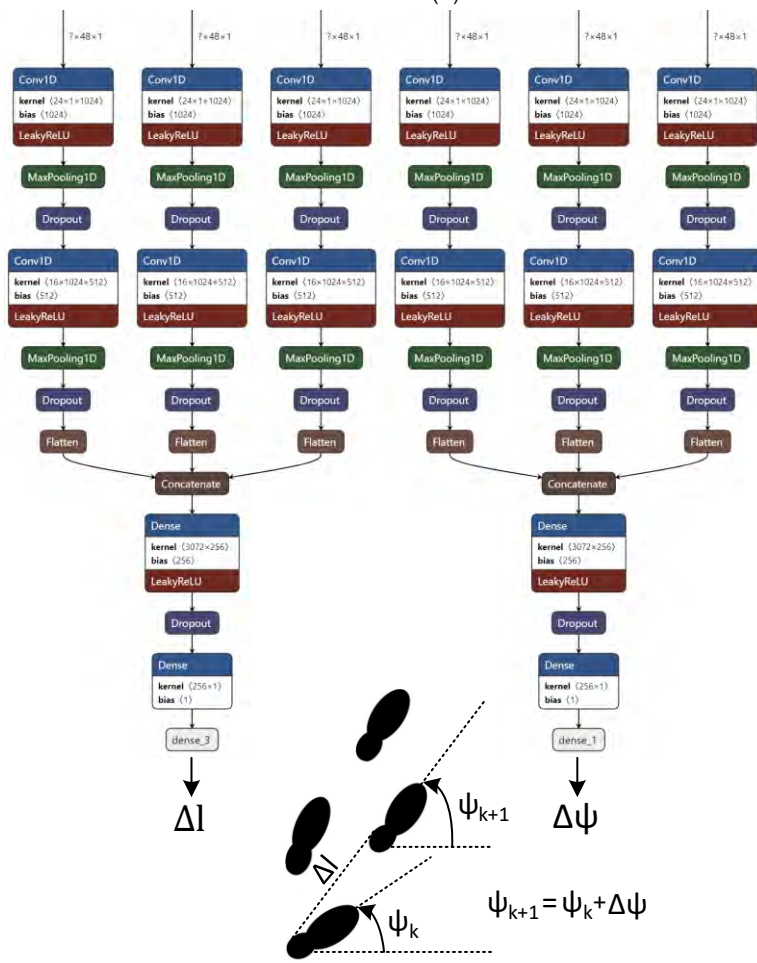 ?×48×1 ?×48×1 ?×48×1 ?×48×1 ?×48×1 ?×48×1
Conv1D Conv1D Conv1D Conv1D Conv1D Conv1D
kernel ⟨24×1×1024⟩ kernel ⟨24×1×1024⟩ kernel ⟨24×1×1024⟩ kernel ⟨24×1×1024⟩ kernel ⟨24×1×1024⟩ kernel ⟨24×1×1024⟩
bias ⟨1024⟩ bias ⟨1024⟩ bias ⟨1024⟩ bias ⟨1024⟩ bias ⟨1024⟩ bias ⟨1024⟩
LeakyReLU LeakyReLU LeakyReLU LeakyReLU LeakyReLU LeakyReLU
MaxPooling1D MaxPooling1D MaxPooling1D MaxPooling1D MaxPooling1D MaxPooling1D
Dropout Dropout Dropout Dropout Dropout Dropout
Conv1D Conv1D Conv1D Conv1D Conv1D Conv1D
kernel ⟨16×1024×512⟩ kernel ⟨16×1024×512⟩ kernel ⟨16×1024×512⟩ kernel ⟨16×1024×512⟩ kernel ⟨16×1024×512⟩ kernel ⟨16×1024×512⟩
bias ⟨512⟩ bias ⟨512⟩ bias ⟨512⟩ bias ⟨512⟩ bias ⟨512⟩ bias ⟨512⟩
LeakyReLU LeakyReLU LeakyReLU LeakyReLU LeakyReLU LeakyReLU
MaxPooling1D MaxPooling1D MaxPooling1D MaxPooling1D MaxPooling1D MaxPooling1D
Dropout Dropout Dropout Dropout Dropout Dropout
Flatten Flatten Flatten Flatten Flatten Flatten
Concatenate Concatenate
Dense Dense
kernel ⟨3072×256⟩ kernel ⟨3072×256⟩
bias ⟨256⟩ bias ⟨256⟩
LeakyReLU LeakyReLU
Dropout Dropout
Dense Dense
kernel ⟨256×1⟩ kernel ⟨256×1⟩
bias ⟨1⟩ bias ⟨1⟩
dense_3 dense_1
Δl Δψ
ψk+1
Δl
ψk
ψk+1=ψk+Δψ